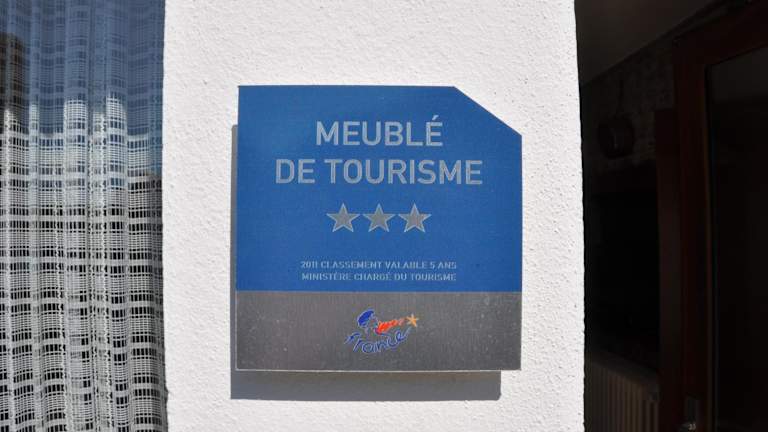 MEUBLÉ
DE TOURISME
2011 CLASSEMENT VALABLE 5 ANS
MINISTÈRE CHARGÉ DU TOURISME
France